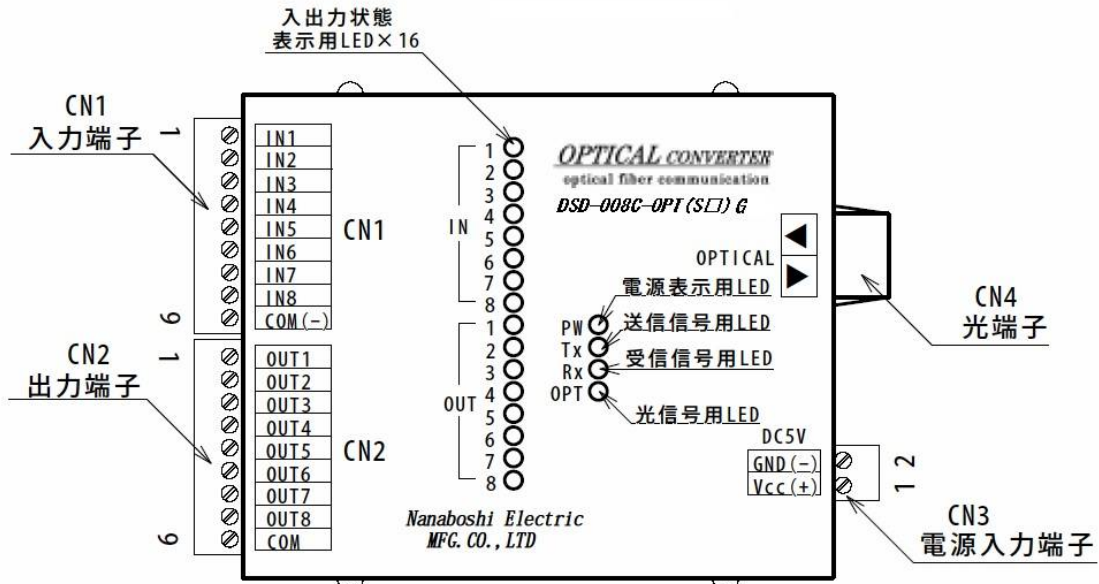 入出力状態
表示用LED×16
CN1
入力端子
1
9
IN1
IN2
IN3
IN4
IN5
IN6
IN7
IN8
COM(-)
CN1
CN2
出力端子
1
9
OUT1
OUT2
OUT3
OUT4
OUT5
OUT6
OUT7
OUT8
COM
CN2
IN
1
2
3
4
5
6
7
8
OUT
1
2
3
4
5
6
7
8
OPTICAL CONVERTER
optical fiber communication
DSD-008C-OPT(S□)G
OPTICAL
◀
▶
CN4
光端子
電源表示用LED
PW
送信信号用LED
Tx
受信信号用LED
Rx
OPT
光信号用LED
DC5V
GND(-)
Vcc(+)
2
1
CN3
電源入力端子
Nanaboshi Electric
MFG.CO.,LTD